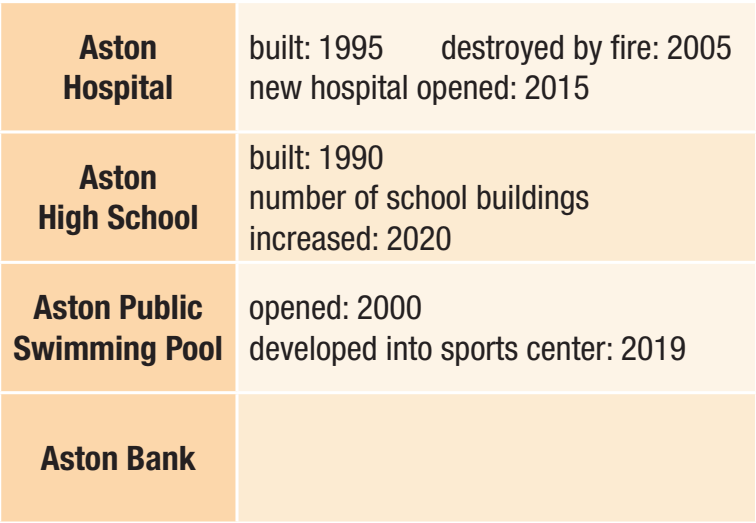 Aston
Hospital
built: 1995 destroyed by fire: 2005
new hospital opened: 2015
Aston
High School
built: 1990
number of school buildings
increased: 2020
Aston Public
Swimming Pool
opened: 2000
developed into sports center: 2019
Aston Bank